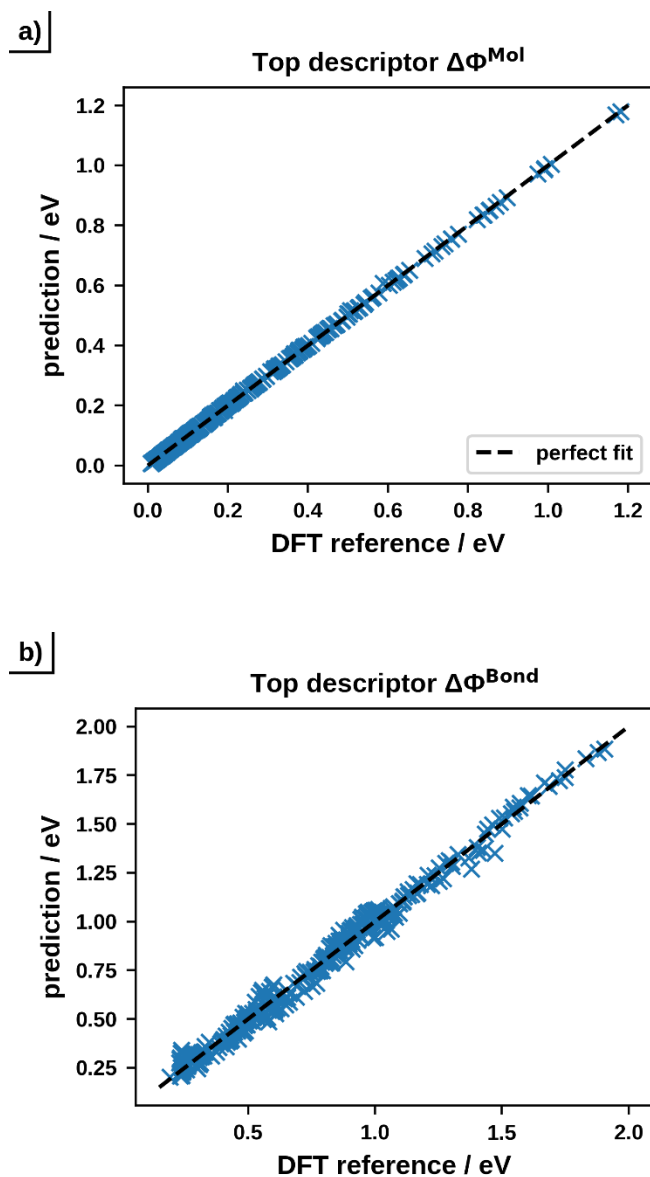 a)
Top descriptor ΔΦ^Mol
1.2
1.0
0.8
0.6
0.4
0.2
0.0
prediction / eV
perfect fit
0.0 0.2 0.4 0.6 0.8 1.0 1.2
DFT reference / eV
b)
Top descriptor ΔΦ^Bond
2.00
1.75
1.50
1.25
1.00
0.75
0.50
0.25
prediction / eV
0.5 1.0 1.5 2.0
DFT reference / eV